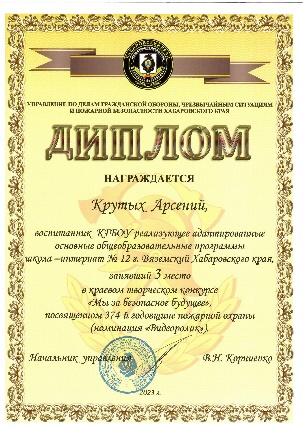 УПРАВЛЕНИЕ ПО ДЕЛАМ ГРАЖДАНСКОЙ ОБОРОНЫ, ЧРЕЗВЫЧАЙНЫМ СИТУАЦИЯМ
И ПОЖАРНОЙ БЕЗОПАСНОСТИ ХАБАРОВСКОГО КРАЯ
ДИПЛОМ
НАГРАЖДАЕТСЯ
Крутых Арсений,
воспитанник КГБОУ реализующее адаптированные
основные общеобразовательные программы
школа –интернат № 12 г. Вяземский Хабаровского края,
занявший 3 место
в краевом творческом конкурсе
«Мы за безопасное будущее»,
посвященном 374-й годовщине пожарной охраны
(номинация «Видеоролик»).
Начальник управления
В.Н. Корниенко
2023 г.